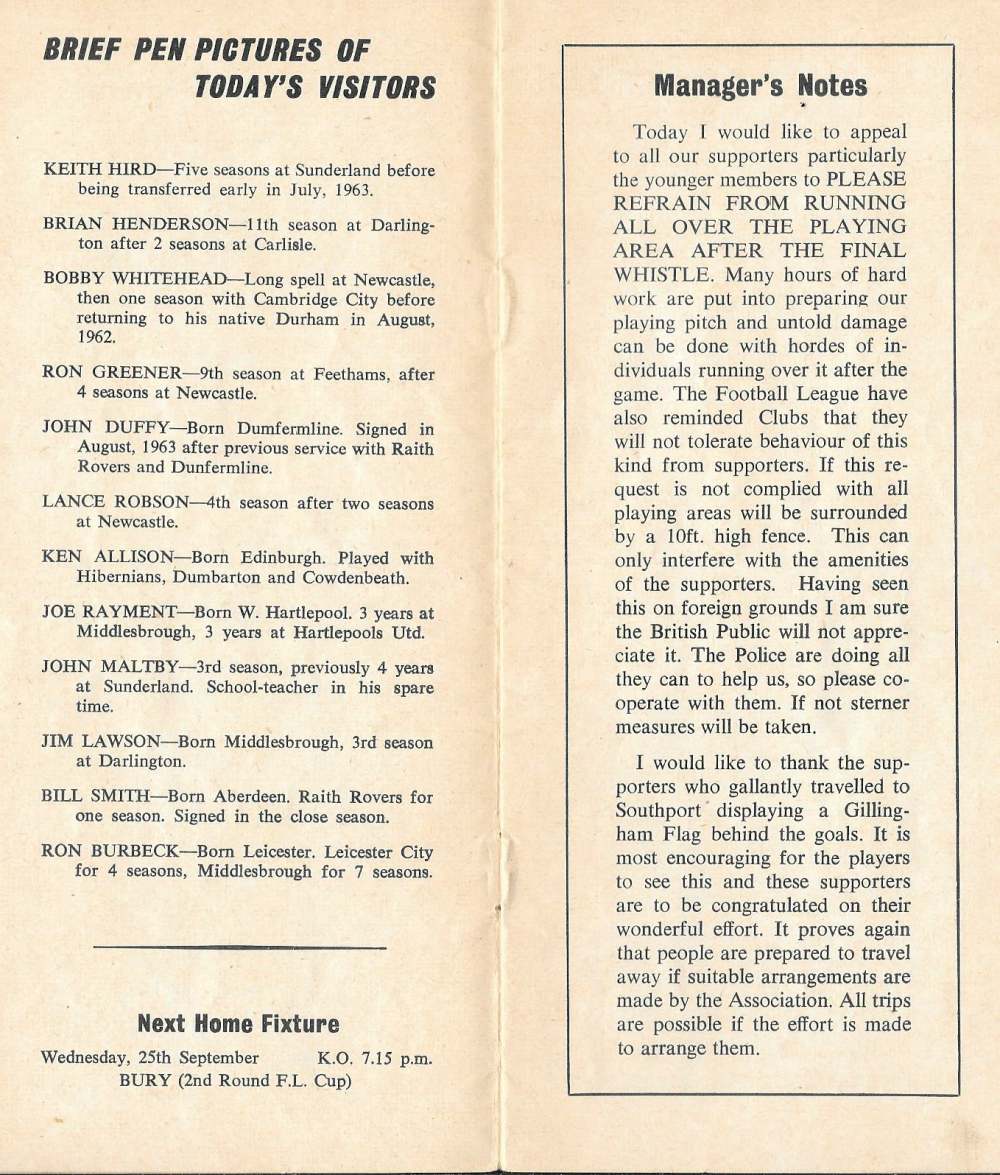 BRIEF PEN PICTURES OF
TODAY'S VISITORS
KEITH HIRD—Five seasons at Sunderland before
being transferred early in July, 1963.
BRIAN HENDERSON—11th season at Darling-
ton after 2 seasons at Carlisle.
BOBBY WHITEHEAD—Long spell at Newcastle,
then one season with Cambridge City before
returning to his native Durham in August,
1962.
RON GREENER—9th season at Feethams, after
4 seasons at Newcastle.
JOHN DUFFY—Born Dumfermline. Signed in
August, 1963 after previous service with Raith
Rovers and Dunfermline.
LANCE ROBSON—4th season after two seasons
at Newcastle.
KEN ALLISON—Born Edinburgh. Played with
Hibernians, Dumbarton and Cowdenbeath.
JOE RAYMENT—Born W. Hartlepool. 3 years at
Middlesbrough, 3 years at Hartlepools Utd.
JOHN MALTBY—3rd season, previously 4 years
at Sunderland. School-teacher in his spare
time.
JIM LAWSON—Born Middlesbrough, 3rd season
at Darlington.
BILL SMITH—Born Aberdeen. Raith Rovers for
one season. Signed in the close season.
RON BURBECK—Born Leicester. Leicester City
for 4 seasons, Middlesbrough for 7 seasons.
Next Home Fixture
Wednesday, 25th September K.O. 7.15 p.m.
BURY (2nd Round F.L. Cup)
Manager's Notes
Today I would like to appeal
to all our supporters particularly
the younger members to PLEASE
REFRAIN FROM RUNNING
ALL OVER THE PLAYING
AREA AFTER THE FINAL
WHISTLE. Many hours of hard
work are put into preparing our
playing pitch and untold damage
can be done with hordes of in-
dividuals running over it after the
game. The Football League have
also reminded Clubs that they
will not tolerate behaviour of this
kind from supporters. If this re-
quest is not complied with all
playing areas will be surrounded
by a 10ft. high fence. This can
only interfere with the amenities
of the supporters. Having seen
this on foreign grounds I am sure
the British Public will not appre-
ciate it. The Police are doing all
they can to help us, so please co-
operate with them. If not sterner
measures will be taken.
I would like to thank the sup-
porters who gallantly travelled to
Southport displaying a Gilling-
ham Flag behind the goals. It is
most encouraging for the players
to see this and these supporters
are to be congratulated on their
wonderful effort. It proves again
that people are prepared to travel
away if suitable arrangements are
made by the Association. All trips
are possible if the effort is made
to arrange them.